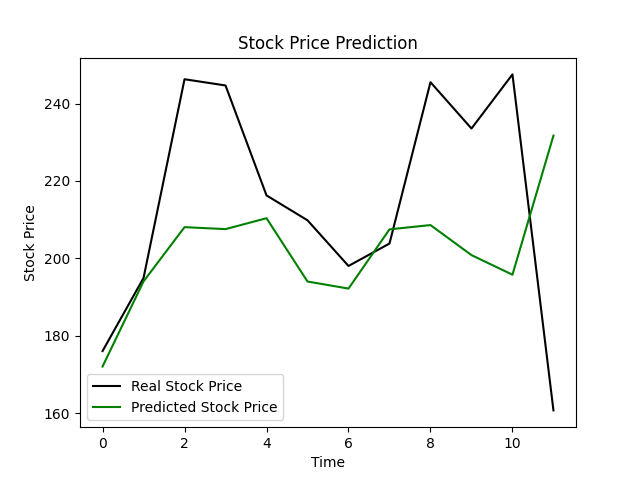 Stock Price Prediction
Stock Price
240
220
200
180
160
Real Stock Price
Predicted Stock Price
0 2 4 6 8 10
Time